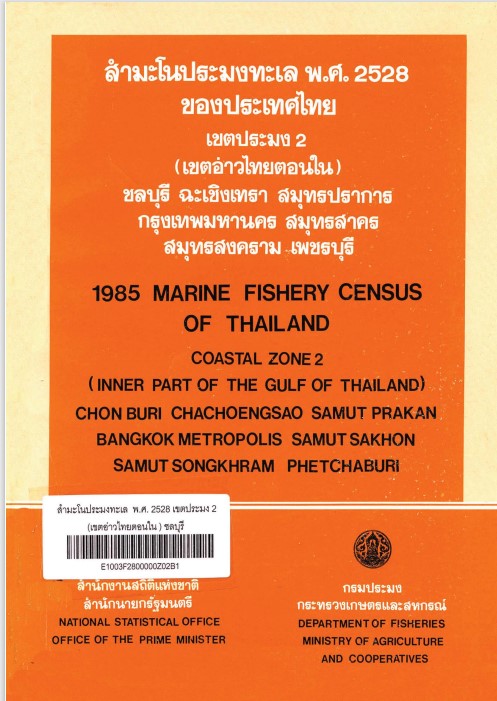 สำมะโนประมงทะเล พ.ศ. 2528
ของประเทศไทย
เขตประมง 2
(เขตอ่าวไทยตอนใน)
ชลบุรี ฉะเชิงเทรา สมุทรปราการ
กรุงเทพมหานคร สมุทรสาคร
สมุทรสงคราม เพชรบุรี
1985 MARINE FISHERY CENSUS
OF THAILAND
COASTAL ZONE 2
(INNER PART OF THE GULF OF THAILAND)
CHON BURI CHACHOENGSAO SAMUT PRAKAN
BANGKOK METROPOLIS SAMUT SAKHON
SAMUT SONGKHRAM PHETCHABURI
สำมะโนประมงทะเล พ.ศ. 2528 เขตประมง 2
(เขตอ่าวไทยตอนใน ) ชลบุรี
E1003F2800000Z02B1
สำนักงานสถิติแห่งชาติ
สำนักนายกรัฐมนตรี
NATIONAL STATISTICAL OFFICE
OFFICE OF THE PRIME MINISTER
กรมประมง
กระทรวงเกษตรและสหกรณ์
DEPARTMENT OF FISHERIES
MINISTRY OF AGRICULTURE
AND COOPERATIVES